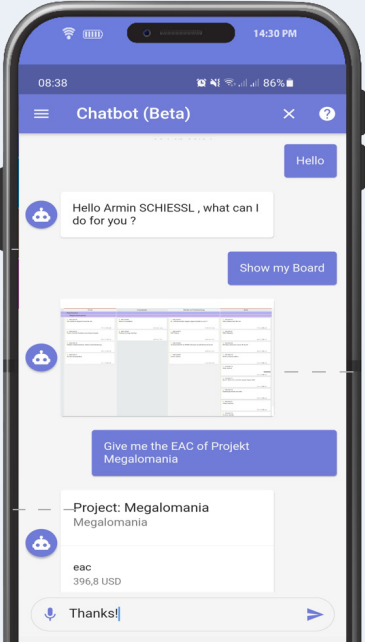 14:30 PM
08:38
86%
Chatbot (Beta)
?
Hello
Hello Armin SCHIESSL , what can I
do for you ?
Show my Board
Give me the EAC of Projekt
Megalomania
Project: Megalomania
Megalomania
eac
396,8 USD
Thanks!